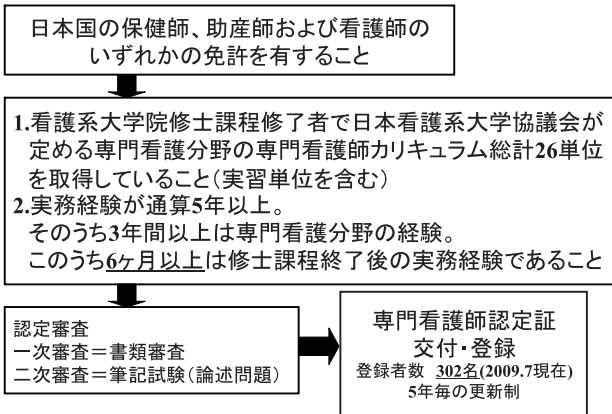 日本国の保健師、助産師および看護師の
いずれかの免許を有すること
1.看護系大学院修士課程修了者で日本看護系大学協議会が
定める専門看護分野の専門看護師カリキュラム総計26単位
を取得していること(実習単位を含む)
2.実務経験が通算5年以上。
そのうち3年間以上は専門看護分野の経験。
このうち6ヶ月以上は修士課程終了後の実務経験であること
認定審査
一次審査=書類審査
二次審査=筆記試験(論述問題)
専門看護師認定証
交付・登録
登録者数 302名(2009.7現在)
5年毎の更新制